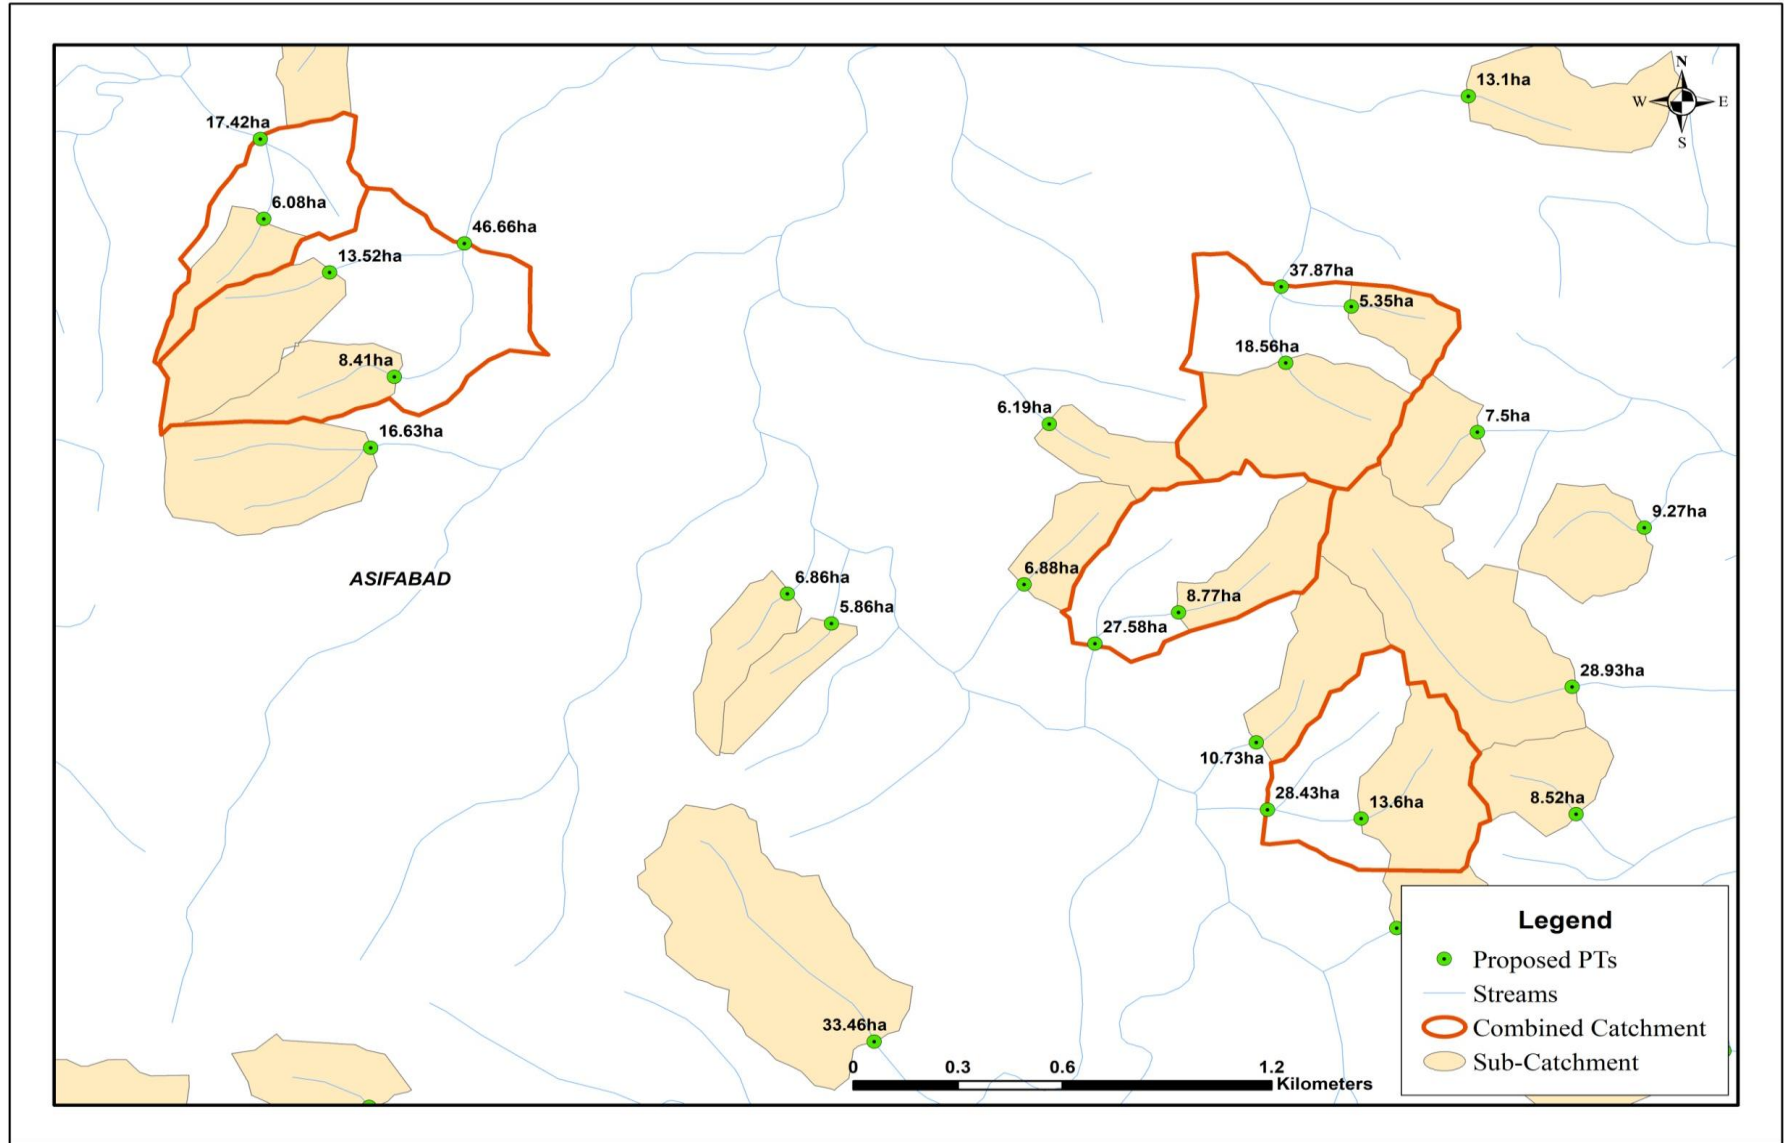 N
W E
S
13.1ha
17.42ha
6.08ha
46.66ha
13.52ha
37.87ha
5.35ha
18.56ha
8.41ha
6.19ha
7.5ha
16.63ha
9.27ha
ASIFABAD
6.86ha
6.88ha
5.86ha
8.77ha
27.58ha
28.93ha
10.73ha
28.43ha
13.6ha
8.52ha
33.46ha
0 0.3 0.6 1.2
Kilometers
Legend
Proposed PTs
Streams
Combined Catchment
Sub-Catchment